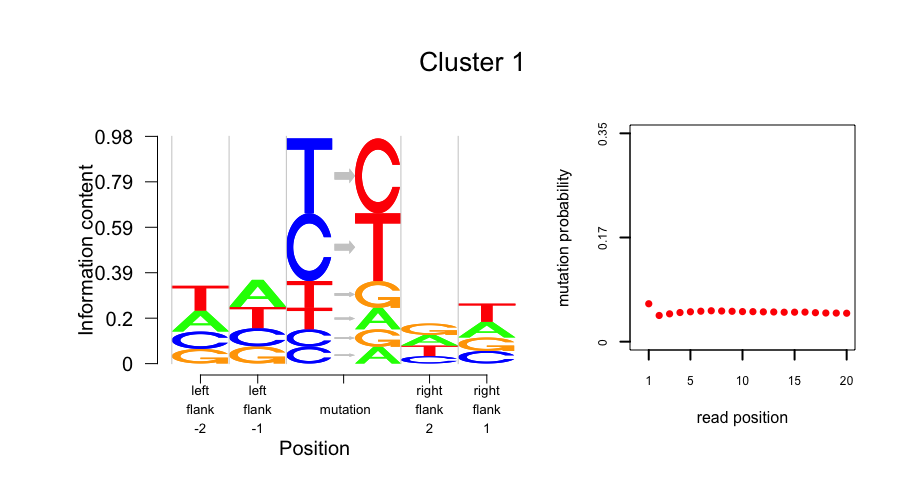 Cluster 1
Information content
0.98
0.79
0.59
0.39
0.2
0
T C
C T
T G
T A
C G
C A
T
A
C
G
A
T
C
G
G
A
T
C
T
A
G
C
left
flank
-2
left
flank
-1
mutation
right
flank
2
right
flank
1
Position
mutation probability
0.35
0.17
0
1 5 10 15 20
read position